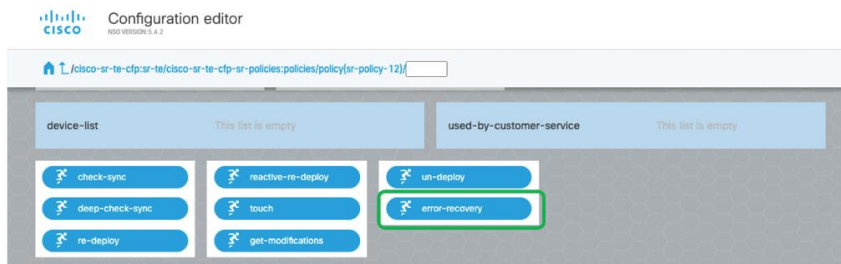 CISCO
Configuration editor
NSO VERSION:5.4.2
/cisco-sr-te-cfp:sr-te/cisco-sr-te-cfp-sr-policies:policies/policy{sr-policy-12}/
device-list This list is empty used-by-customer-service This list is empty
check-sync reactive-re-deploy un-deploy
deep-check-sync touch error-recovery
re-deploy get-modifications